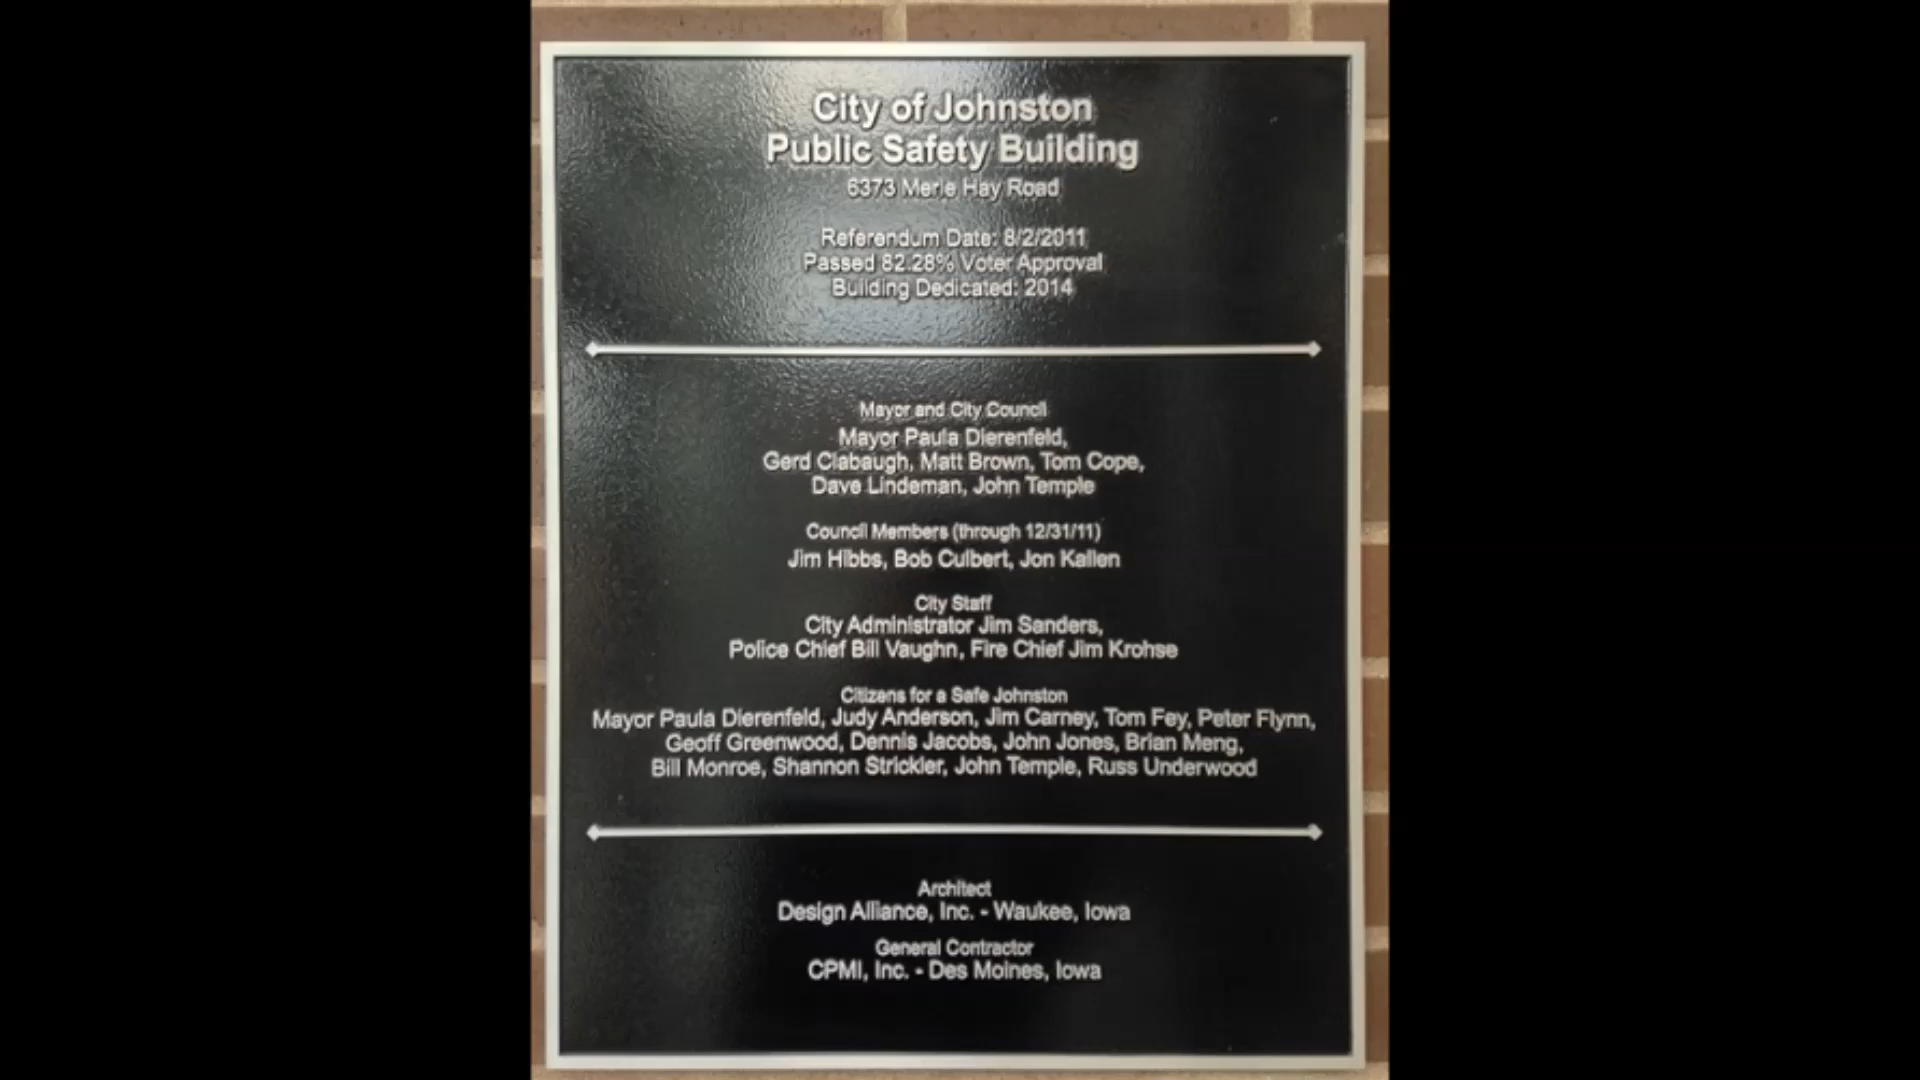 City of Johnston
Public Safety Building
6373 Merle Hay Road
Referendum Date: 8/2/2011
Passed 82.28% Voter Approval
Building Dedicated: 2014
Mayor and City Council
Mayor Paula Dierenfeld,
Gerd Clabaugh, Matt Brown, Tom Cope,
Dave Lindeman, John Temple
Council Members (through 12/31/11)
Jim Hibbs, Bob Culbert, Jon Kallen
City Staff
City Administrator Jim Sanders,
Police Chief Bill Vaughn, Fire Chief Jim Krohse
Citizens for a Safe Johnston
Mayor Paula Dierenfeld, Judy Anderson, Jim Carney, Tom Fey, Peter Flynn,
Geoff Greenwood, Dennis Jacobs, John Jones, Brian Meng,
Bill Monroe, Shannon Strickler, John Temple, Russ Underwood
Architect
Design Alliance, Inc. - Waukee, Iowa
General Contractor
CPMI, Inc. - Des Moines, Iowa